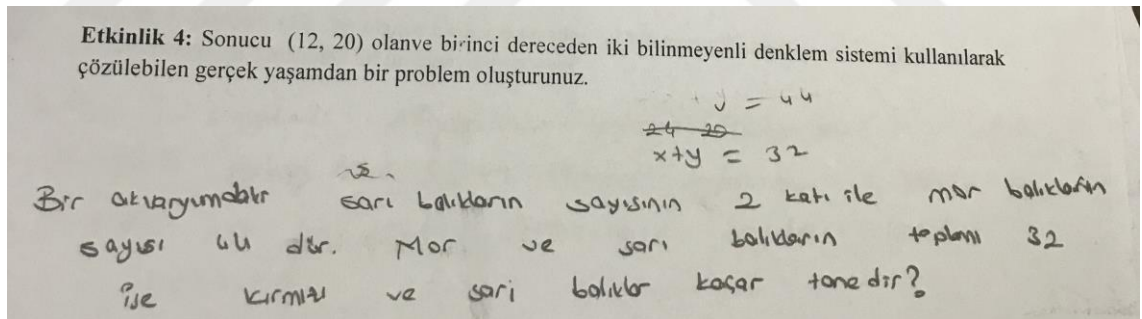 Etkinlik 4: Sonucu (12, 20) olanve birinci dereceden iki bilinmeyenli denklem sistemi kullanılarak
çözülebilen gerçek yaşamdan bir problem oluşturunuz.
y = 44
24 20
x+y = 32
ve
Bir sarı balıkların sayısının 2 katı ile mor balıkların
sayısı 44 dür. Mor ve sarı balıkların toplamı 32
ise kırmızı ve sari balıklar kaçar tanedir?